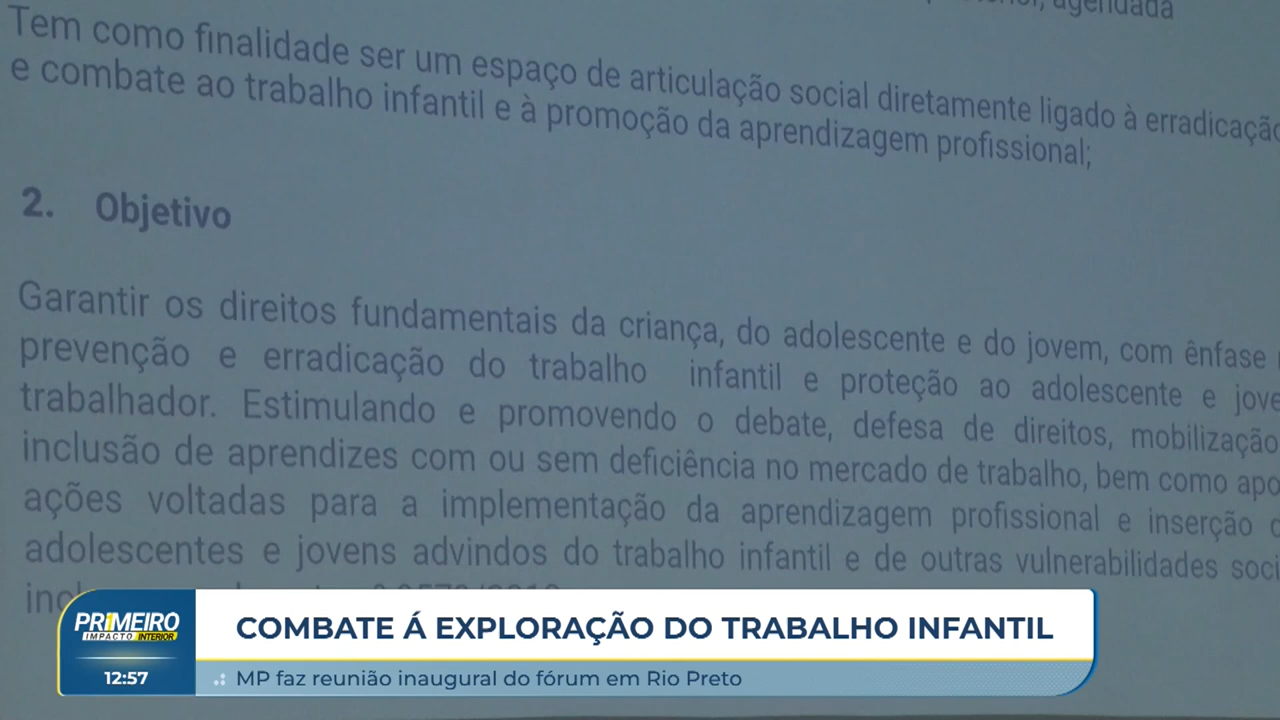 agendada
Tem como finalidade ser um espaço de articulação social diretamente ligado à erradicação
e combate ao trabalho infantil e à promoção da aprendizagem profissional;
2. Objetivo
Garantir os direitos fundamentais da criança, do adolescente e do jovem, com ênfase
prevenção e erradicação do trabalho infantil e proteção ao adolescente e
trabalhador. Estimulando e promovendo o debate, defesa de direitos, mobilização
inclusão de aprendizes com ou sem deficiência no mercado de trabalho, bem como
ações voltadas para a implementação da aprendizagem profissional e inserção
adolescentes e jovens advindos do trabalho infantil e de outras vulnerabilidades
PR1MEIRO
IMPACTO INTERIOR
12:57
COMBATE Á EXPLORAÇÃO DO TRABALHO INFANTIL
MP faz reunião inaugural do fórum em Rio Preto